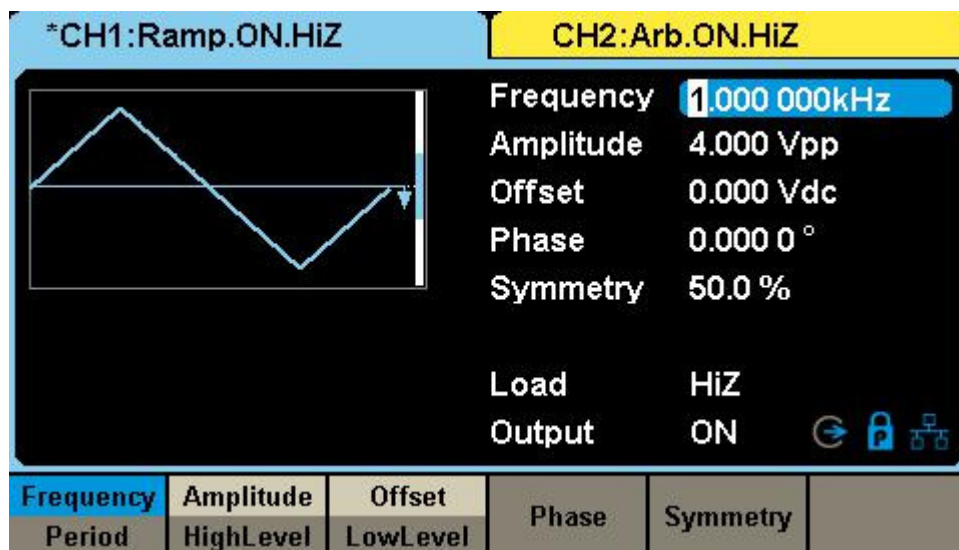 *CH1:Ramp.ON.HiZ CH2:Arb.ON.HiZ
Frequency 1.000 000kHz
Amplitude 4.000 Vpp
Offset 0.000 Vdc
Phase 0.000 0 °
Symmetry 50.0 %
Load HiZ
Output ON
P
Frequency Amplitude Offset Phase Symmetry
Period HighLevel LowLevel